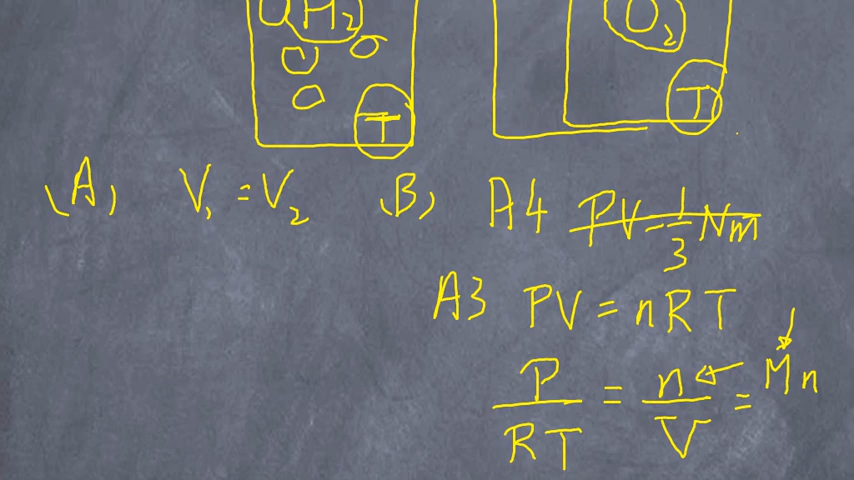 H₂ O₂
T T
(A) V₁ = V₂ (B) A4 PV = 1/3 Nm
A3 PV = nRT
P/RT = n/V = Mn